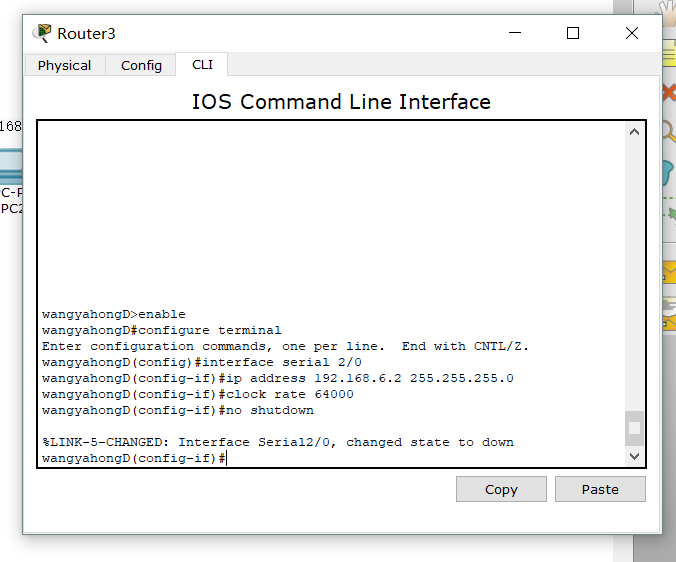 Router3
Physical Config CLI
IOS Command Line Interface
168
C-P
PC2
wangyahongD>enable
wangyahongD#configure terminal
Enter configuration commands, one per line.  End with CNTL/Z.
wangyahongD(config)#interface serial 2/0
wangyahongD(config-if)#ip address 192.168.6.2 255.255.255.0
wangyahongD(config-if)#clock rate 64000
wangyahongD(config-if)#no shutdown
%LINK-5-CHANGED: Interface Serial2/0, changed state to down
wangyahongD(config-if)#
Copy Paste